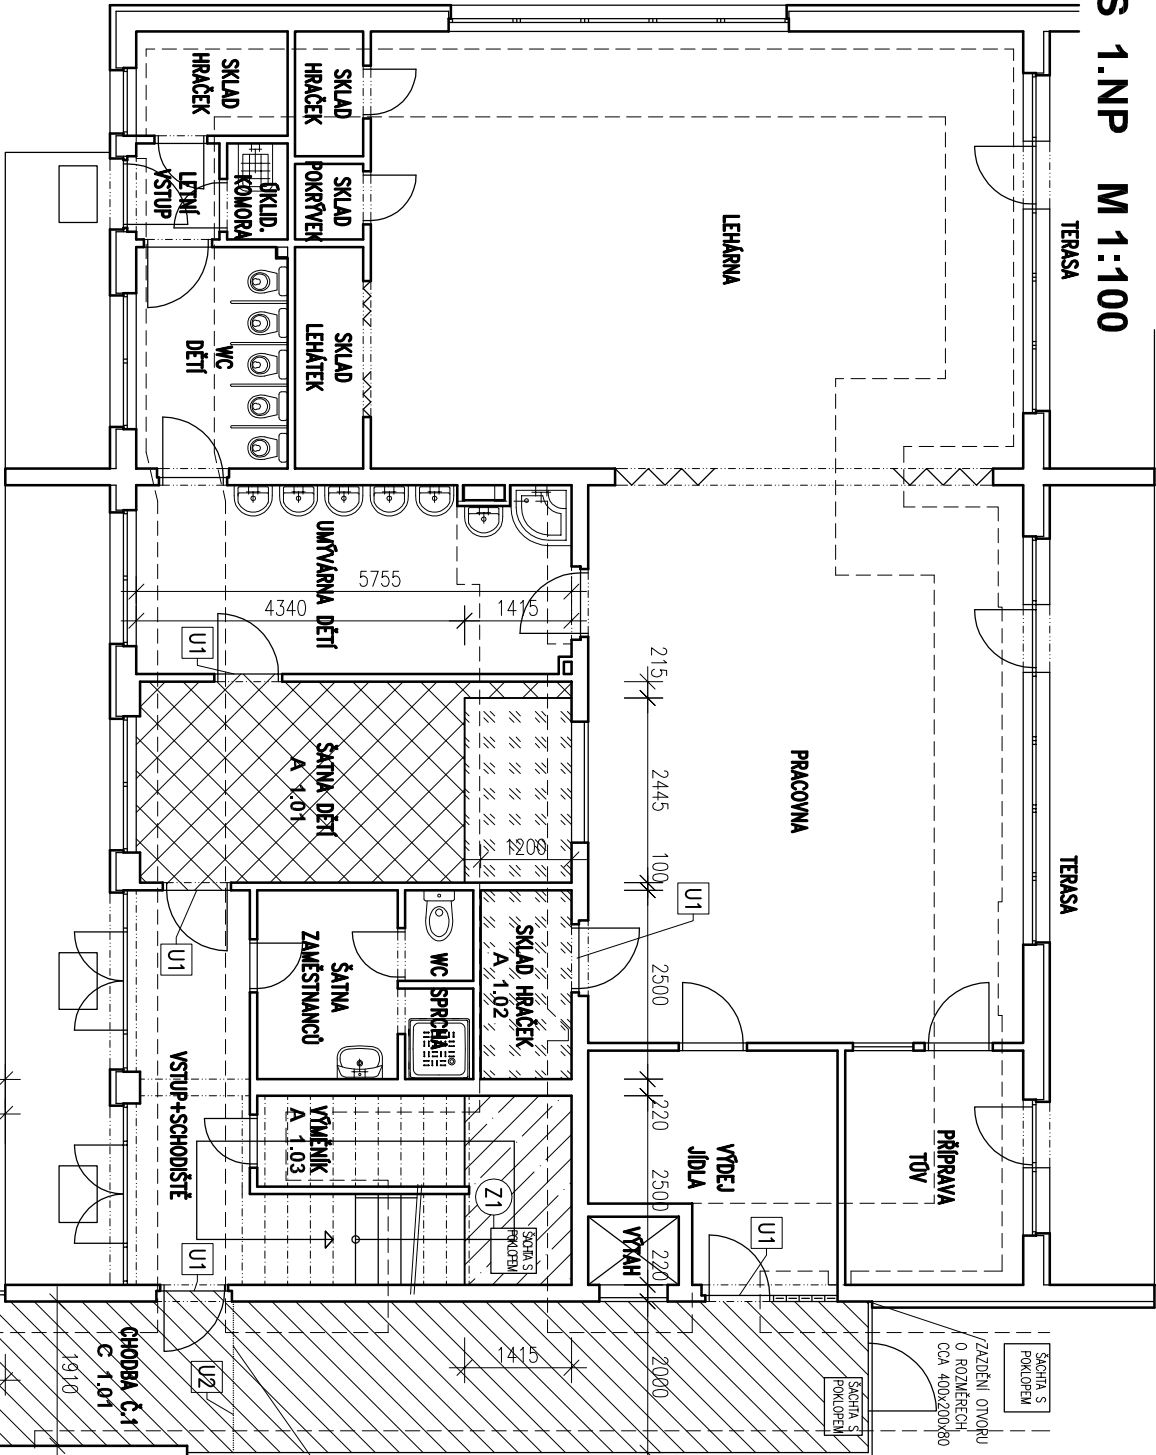 S 1.NP M 1:100
TERASA
TERASA
LEHÁRNA
PRACOVNA
SKLAD
HRAČEK
SKLAD
HRAČEK
SKLAD
POKRÝVEK
ÚKLID.
KOMORA
LETNÍ
VSTUP
SKLAD
LEHÁTEK
WC
DĚTÍ
UMÝVÁRNA DĚTÍ
5755
4340
1415
U1
215
2445
100
2500
220
2500
220
2000
ŠATNA DĚTÍ
A 1.01
1200
U1
SKLAD HRAČEK
A 1.02
U1
WC
SPRCHA
ŠATNA
ZAMĚSTNANCŮ
VÝMĚNÍK
A 1.03
VSTUP+SCHODIŠTĚ
Z1
ŠACHTA S
POKLOPEM
VÝDEJ
JÍDLA
PŘÍPRAVA
TÚV
VÝTAH
U1
U1
U2
CHODBA Č.1
C 1.01
1910
1415
ŠACHTA S
POKLOPEM
ZAZDĚNÍ OTVORU
O ROZMĚRECH
CCA 400x200x80
ŠACHTA S
POKLOPEM